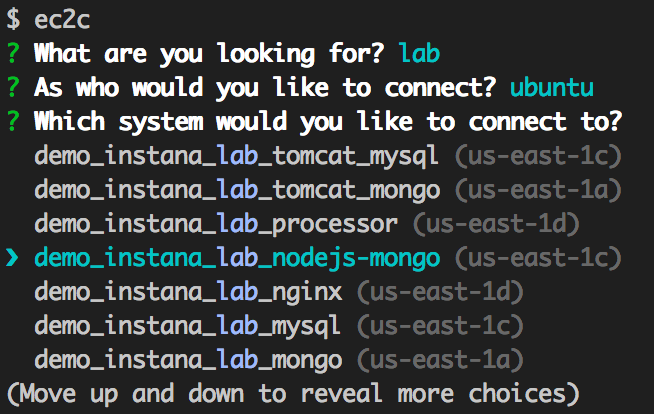 $ ec2c
? What are you looking for? lab
? As who would you like to connect? ubuntu
? Which system would you like to connect to?
demo_instana_lab_tomcat_mysql (us-east-1c)
demo_instana_lab_tomcat_mongo (us-east-1a)
demo_instana_lab_processor (us-east-1d)
❯ demo_instana_lab_nodejs-mongo (us-east-1c)
demo_instana_lab_nginx (us-east-1d)
demo_instana_lab_mysql (us-east-1c)
demo_instana_lab_mongo (us-east-1a)
(Move up and down to reveal more choices)